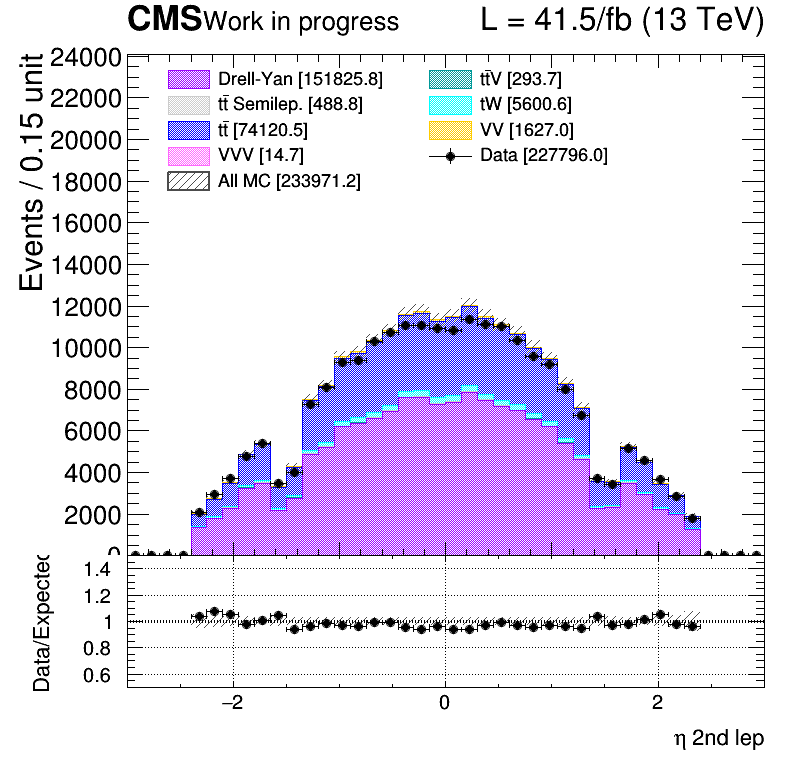 CMS Work in progress L = 41.5/fb (13 TeV)
Events / 0.15 unit
24000
22000
20000
18000
16000
14000
12000
10000
8000
6000
4000
2000
0
Drell-Yan [151825.8]
tt̄ Semilep. [488.8]
tt̄ [74120.5]
VVV [14.7]
All MC [233971.2]
tt̄V [293.7]
tW [5600.6]
VV [1627.0]
Data [227796.0]
Data/Expected
1.4
1.2
1
0.8
0.6
−2 0 2
η 2nd lep